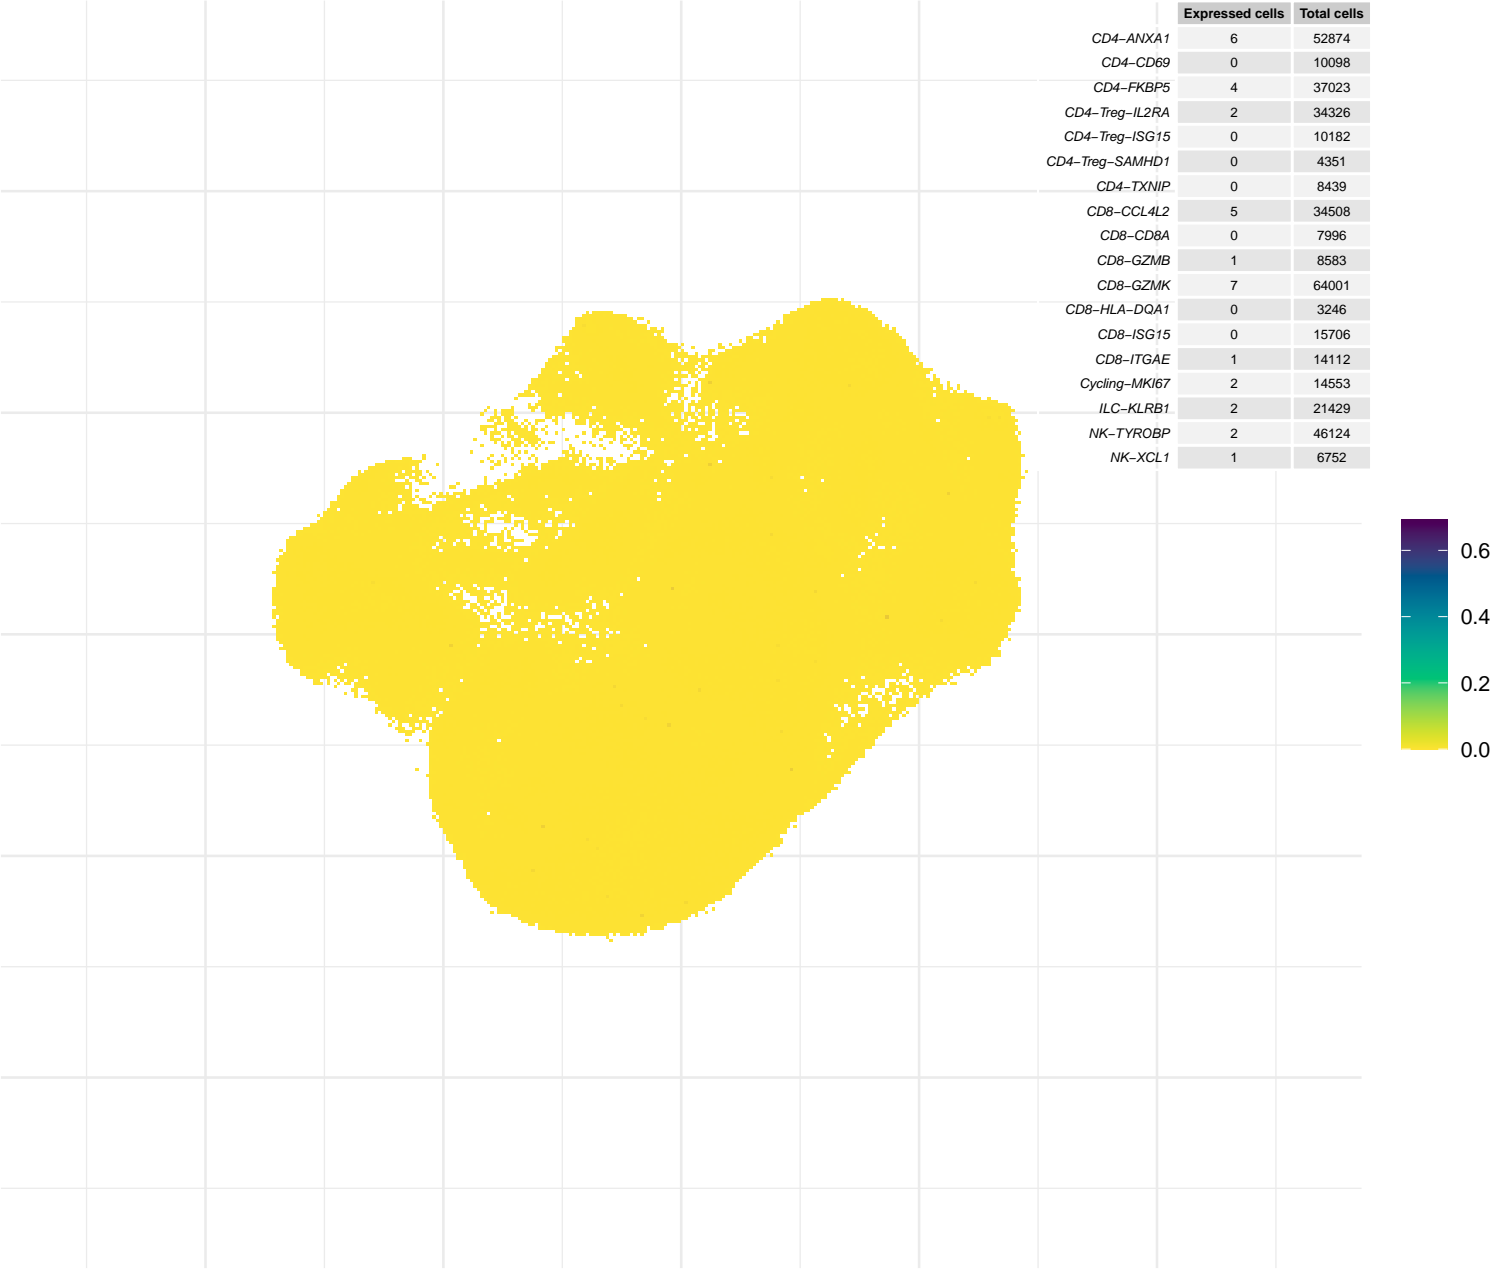 Expressed cells Total cells
CD4−ANXA1 6 52874
CD4−CD69 0 10098
CD4−FKBP5 4 37023
CD4−Treg−IL2RA 2 34326
CD4−Treg−ISG15 0 10182
CD4−Treg−SAMHD1 0 4351
CD4−TXNIP 0 8439
CD8−CCL4L2 5 34508
CD8−CD8A 0 7996
CD8−GZMB 1 8583
CD8−GZMK 7 64001
CD8−HLA−DQA1 0 3246
CD8−ISG15 0 15706
CD8−ITGAE 1 14112
Cycling−MKI67 2 14553
ILC−KLRB1 2 21429
NK−TYROBP 2 46124
NK−XCL1 1 6752
0.6
0.4
0.2
0.0